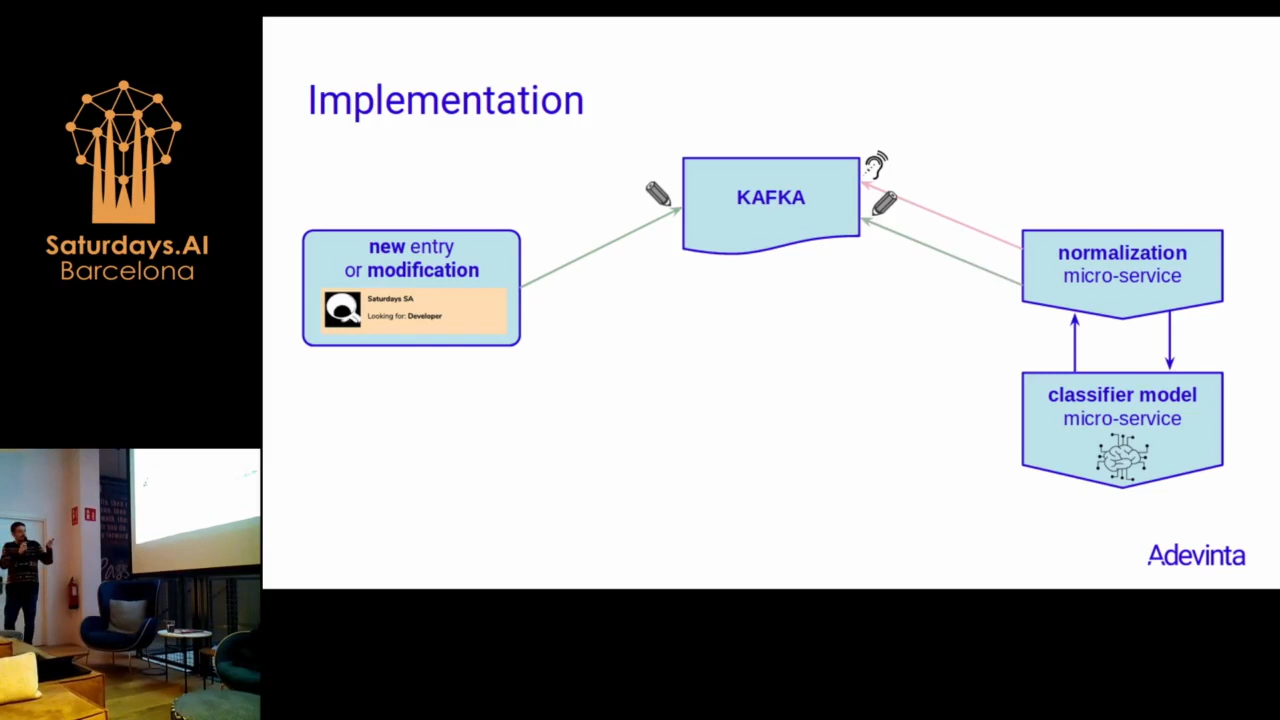 Saturdays.AI
Barcelona
Implementation
KAFKA
new entry
or modification
Saturdays SA
Looking for: Developer
normalization
micro-service
classifier model
micro-service
Adevinta